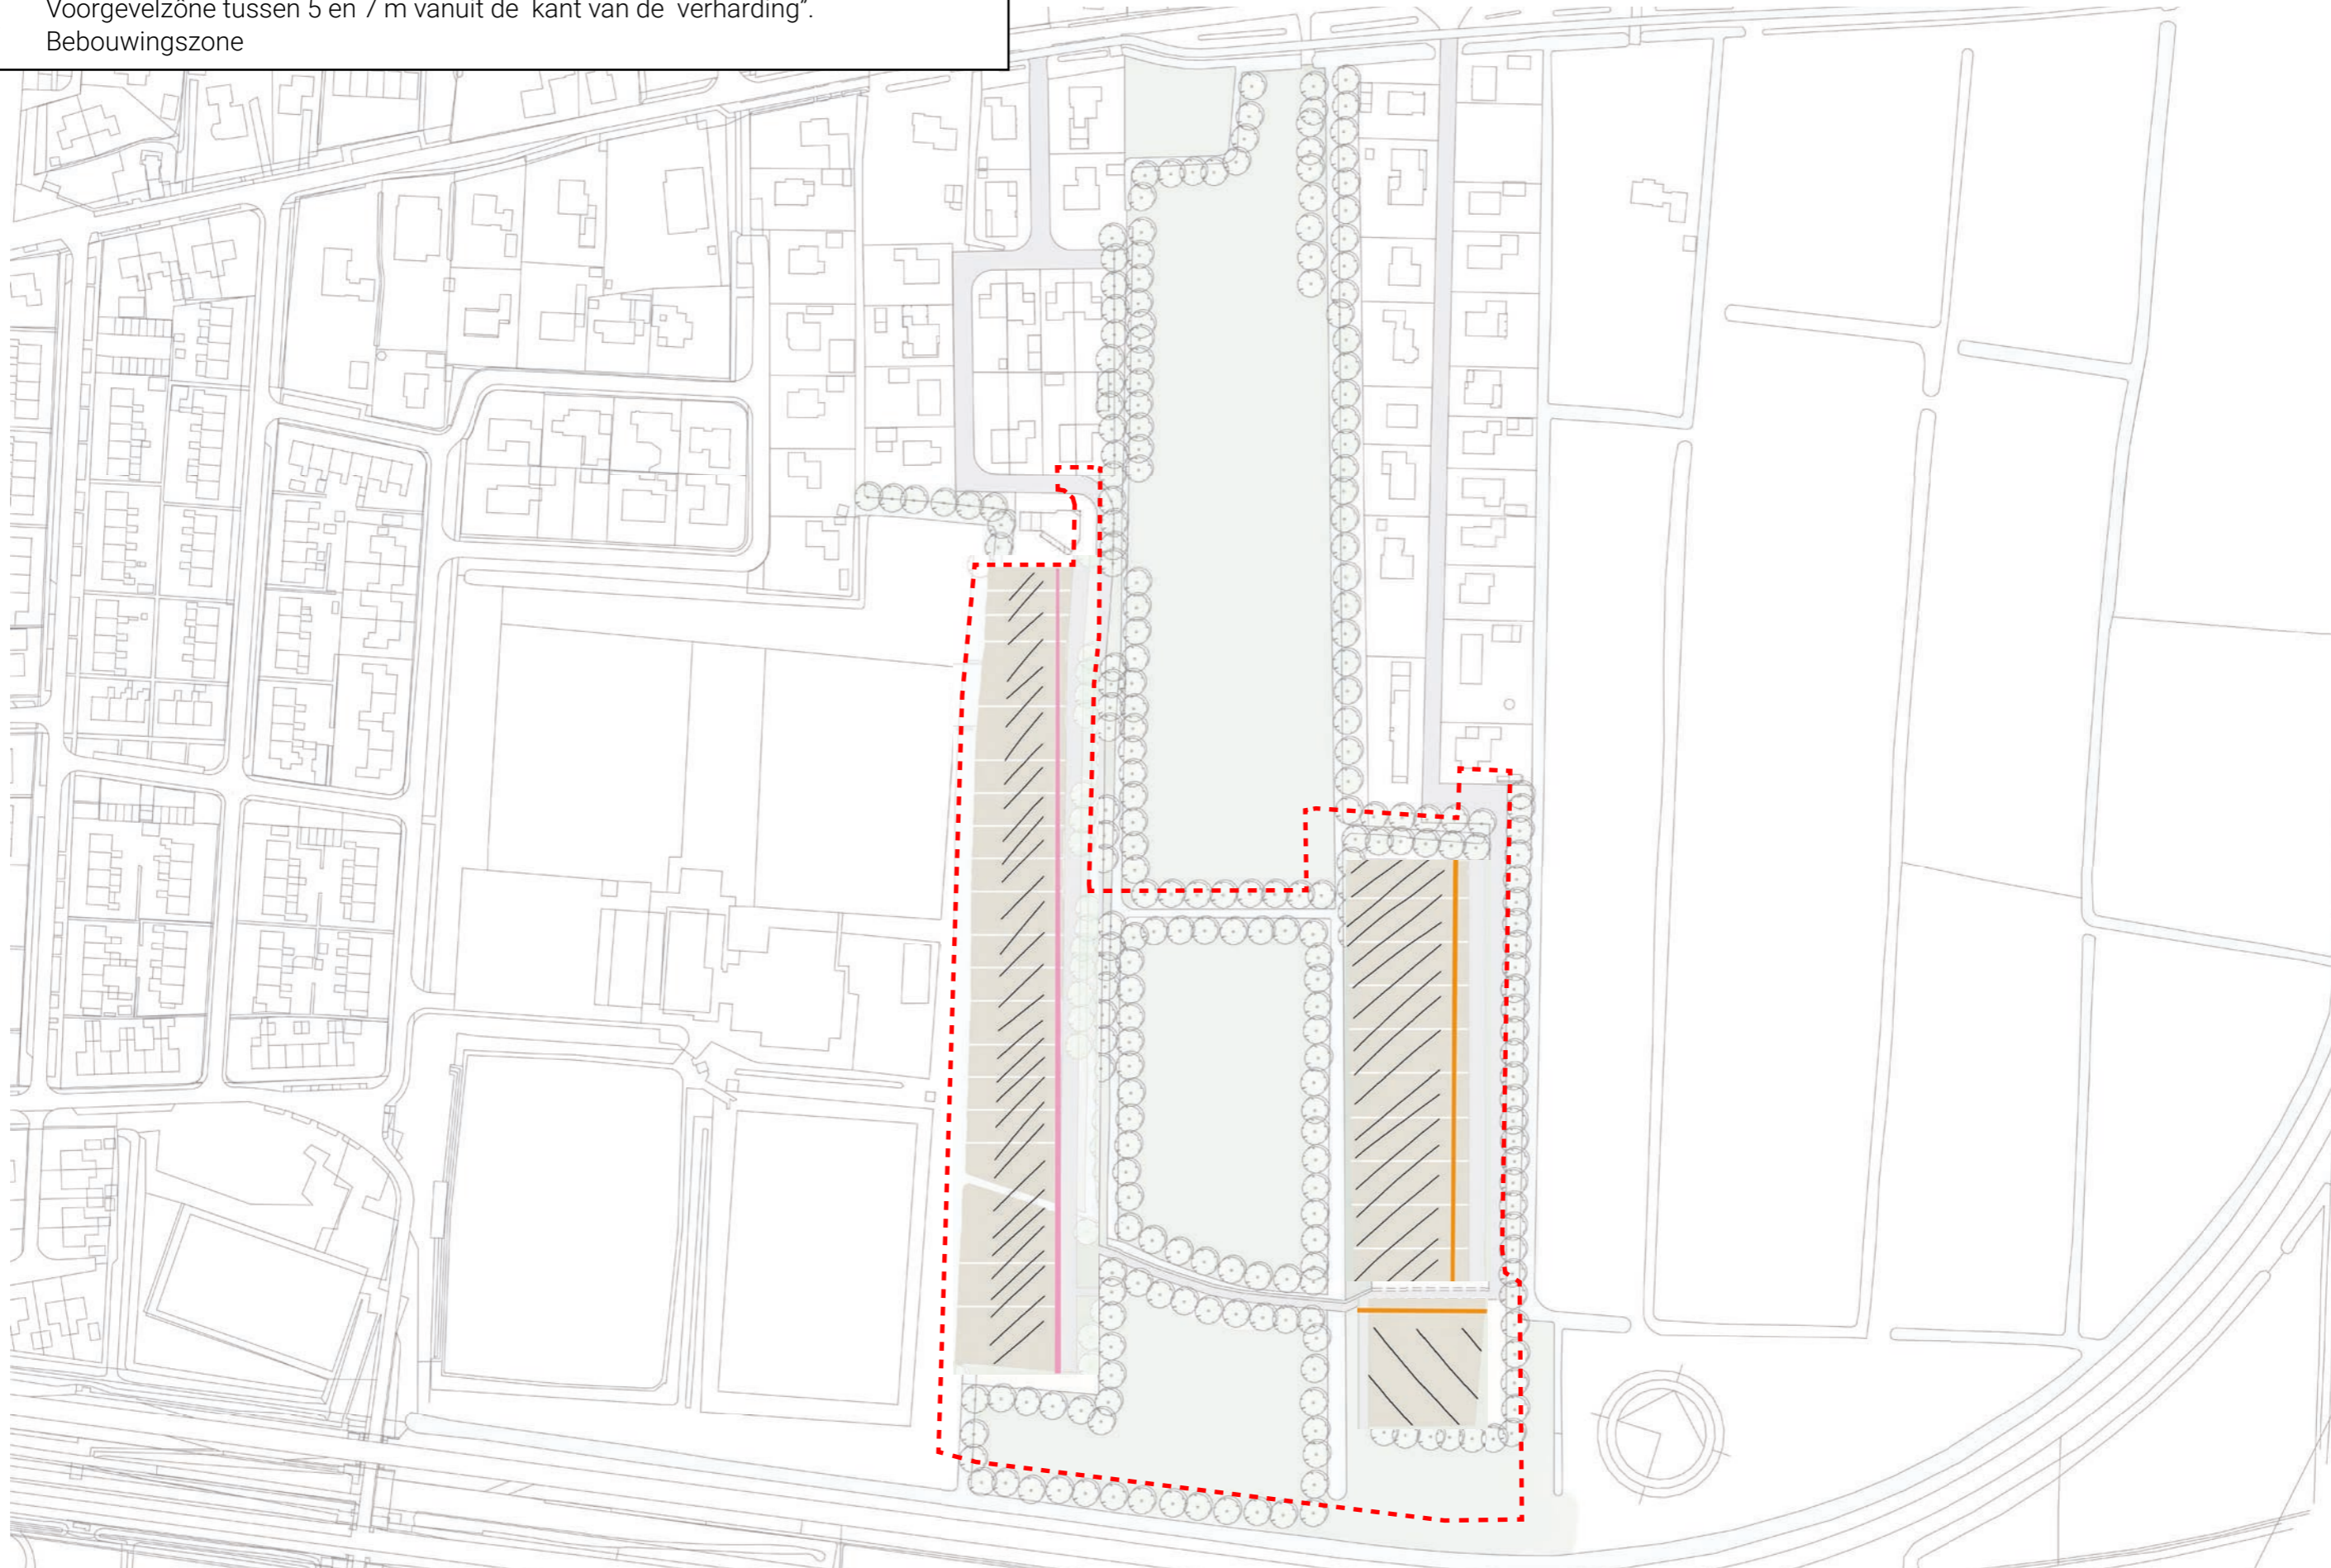 Voorgevelzone tussen 5 en 7 m vanuit de “kant van de “verharding”.
Bebouwingszone